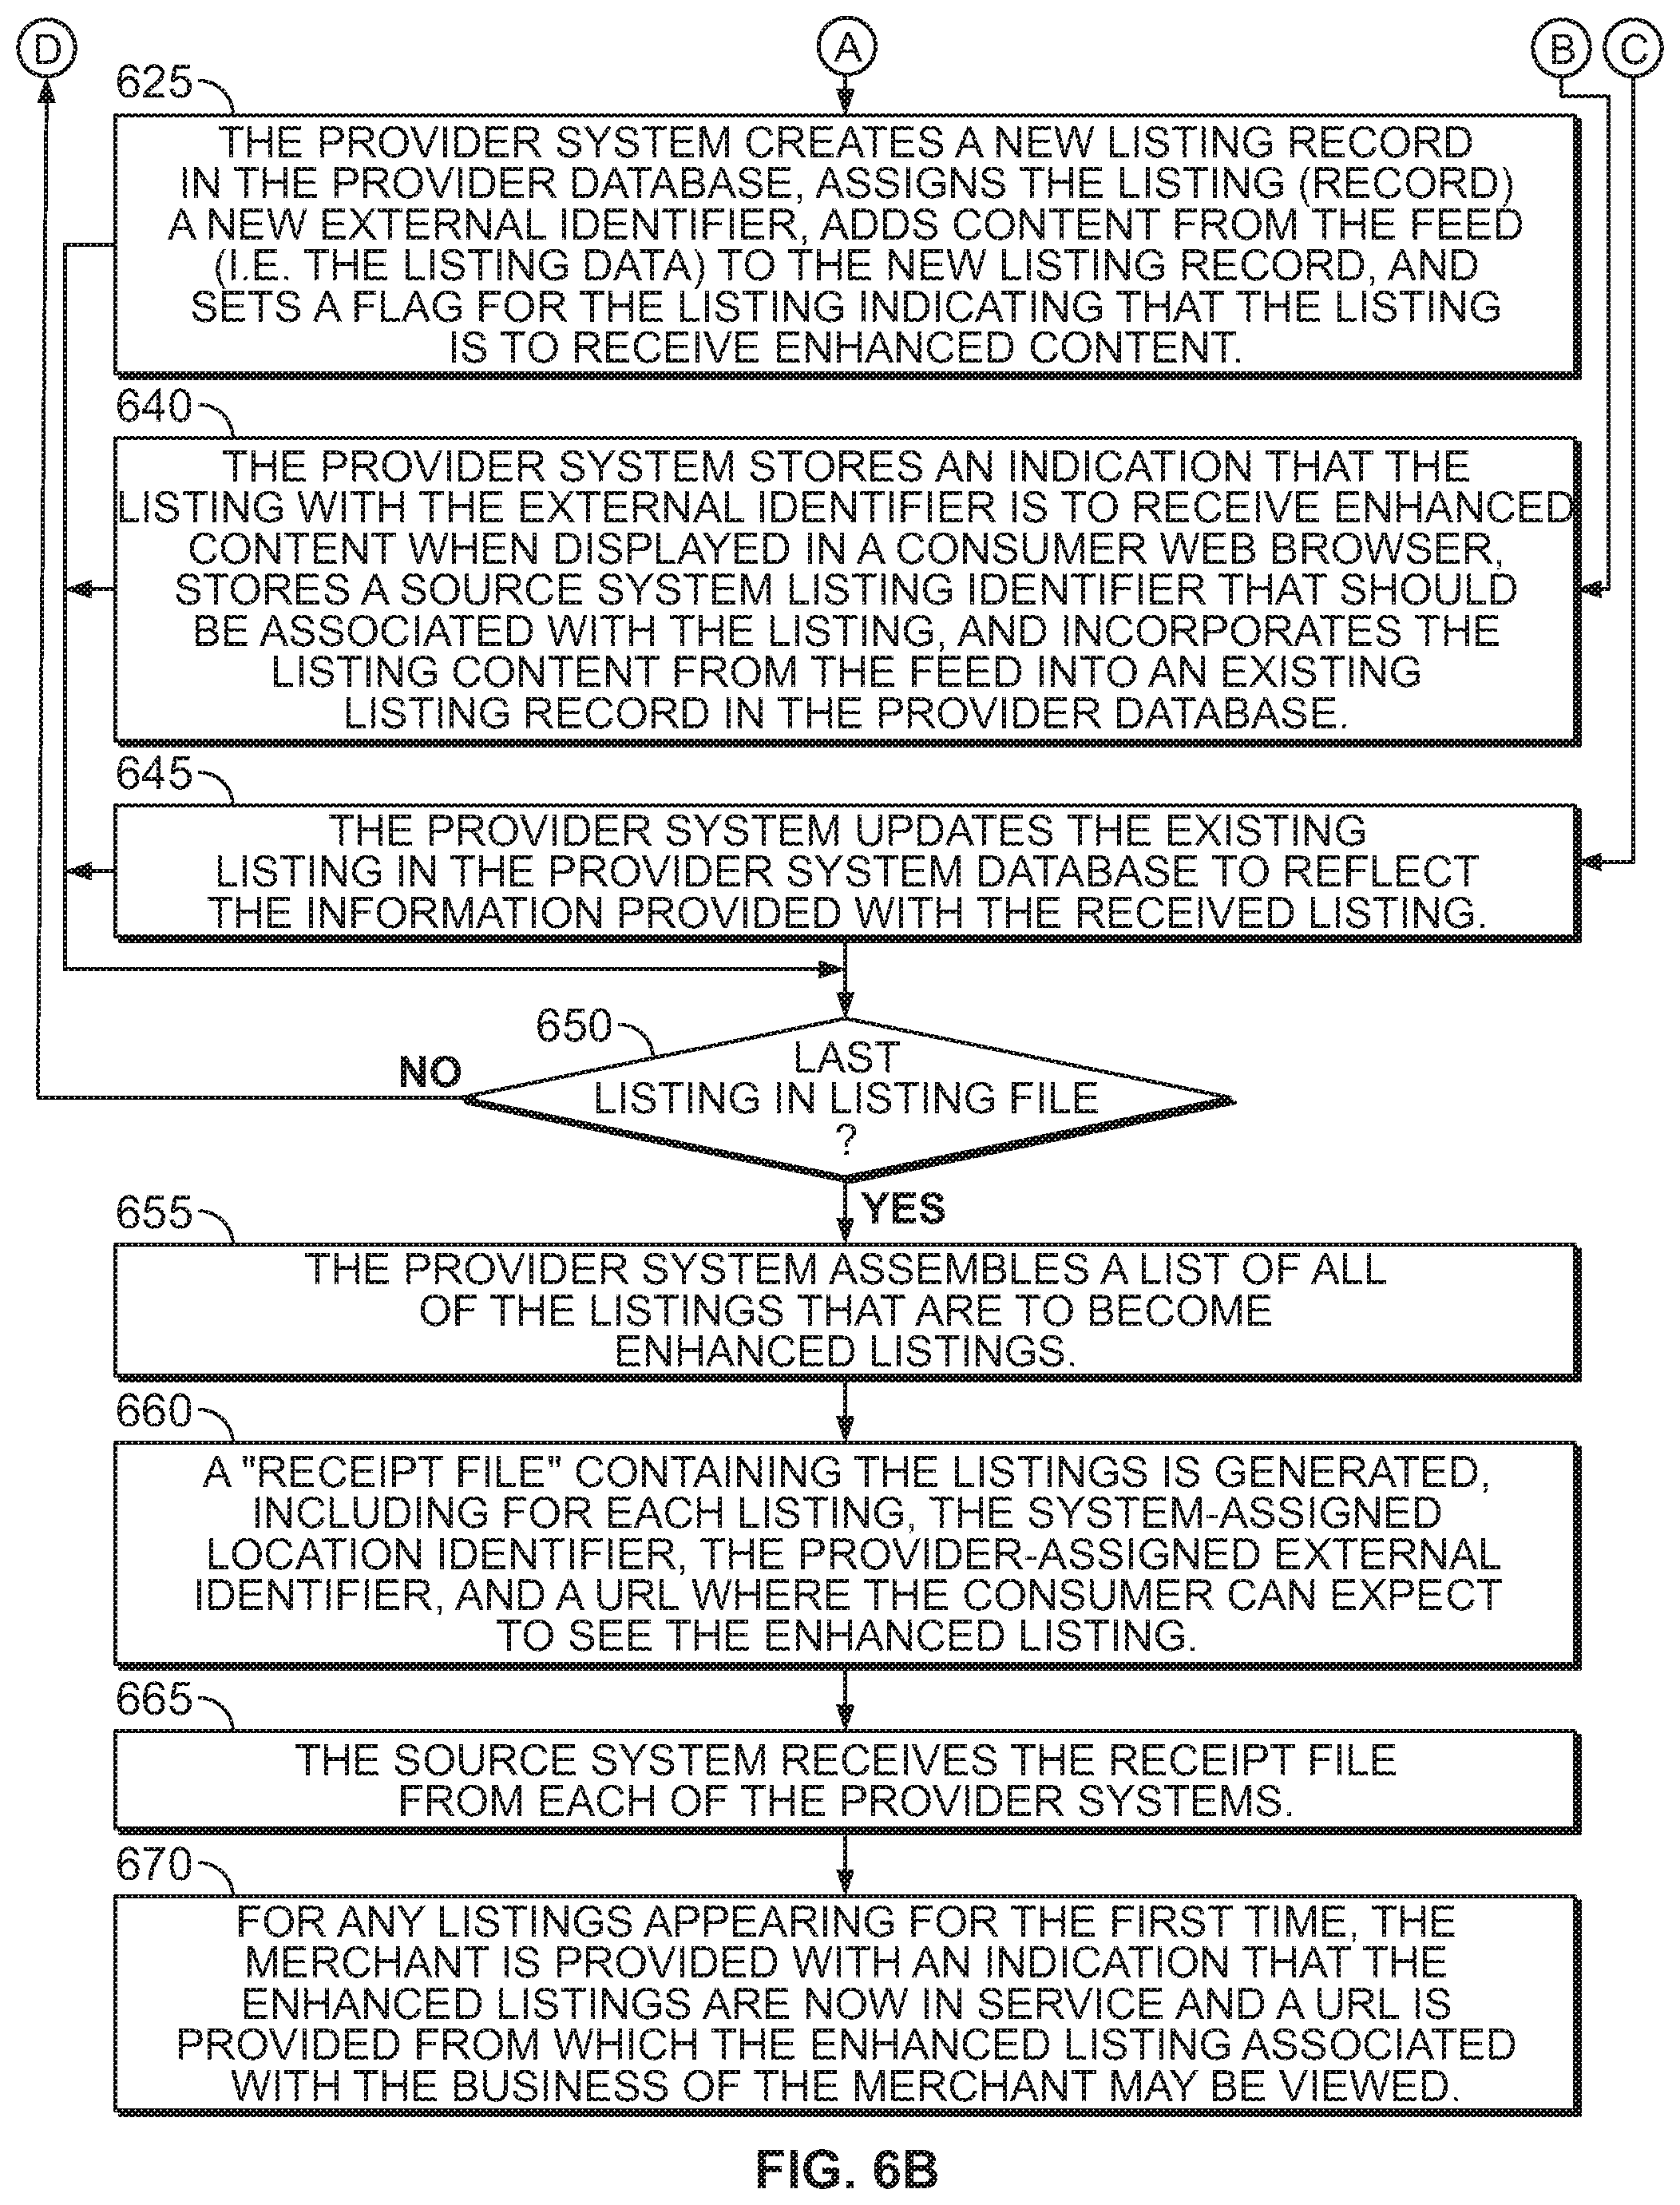 D
A
B
C
625
THE PROVIDER SYSTEM CREATES A NEW LISTING RECORD
IN THE PROVIDER DATABASE, ASSIGNS THE LISTING (RECORD)
A NEW EXTERNAL IDENTIFIER, ADDS CONTENT FROM THE FEED
(I.E. THE LISTING DATA) TO THE NEW LISTING RECORD, AND
SETS A FLAG FOR THE LISTING INDICATING THAT THE LISTING
IS TO RECEIVE ENHANCED CONTENT.
640
THE PROVIDER SYSTEM STORES AN INDICATION THAT THE
LISTING WITH THE EXTERNAL IDENTIFIER IS TO RECEIVE ENHANCED
CONTENT WHEN DISPLAYED IN A CONSUMER WEB BROWSER,
STORES A SOURCE SYSTEM LISTING IDENTIFIER THAT SHOULD
BE ASSOCIATED WITH THE LISTING, AND INCORPORATES THE
LISTING CONTENT FROM THE FEED INTO AN EXISTING
LISTING RECORD IN THE PROVIDER DATABASE.
645
THE PROVIDER SYSTEM UPDATES THE EXISTING
LISTING IN THE PROVIDER SYSTEM DATABASE TO REFLECT
THE INFORMATION PROVIDED WITH THE RECEIVED LISTING.
650
NO
LAST
LISTING IN LISTING FILE
?
YES
655
THE PROVIDER SYSTEM ASSEMBLES A LIST OF ALL
OF THE LISTINGS THAT ARE TO BECOME
ENHANCED LISTINGS.
660
A "RECEIPT FILE" CONTAINING THE LISTINGS IS GENERATED,
INCLUDING FOR EACH LISTING, THE SYSTEM-ASSIGNED
LOCATION IDENTIFIER, THE PROVIDER-ASSIGNED EXTERNAL
IDENTIFIER, AND A URL WHERE THE CONSUMER CAN EXPECT
TO SEE THE ENHANCED LISTING.
665
THE SOURCE SYSTEM RECEIVES THE RECEIPT FILE
FROM EACH OF THE PROVIDER SYSTEMS.
670
FOR ANY LISTINGS APPEARING FOR THE FIRST TIME, THE
MERCHANT IS PROVIDED WITH AN INDICATION THAT THE
ENHANCED LISTINGS ARE NOW IN SERVICE AND A URL IS
PROVIDED FROM WHICH THE ENHANCED LISTING ASSOCIATED
WITH THE BUSINESS OF THE MERCHANT MAY BE VIEWED.
FIG. 6B